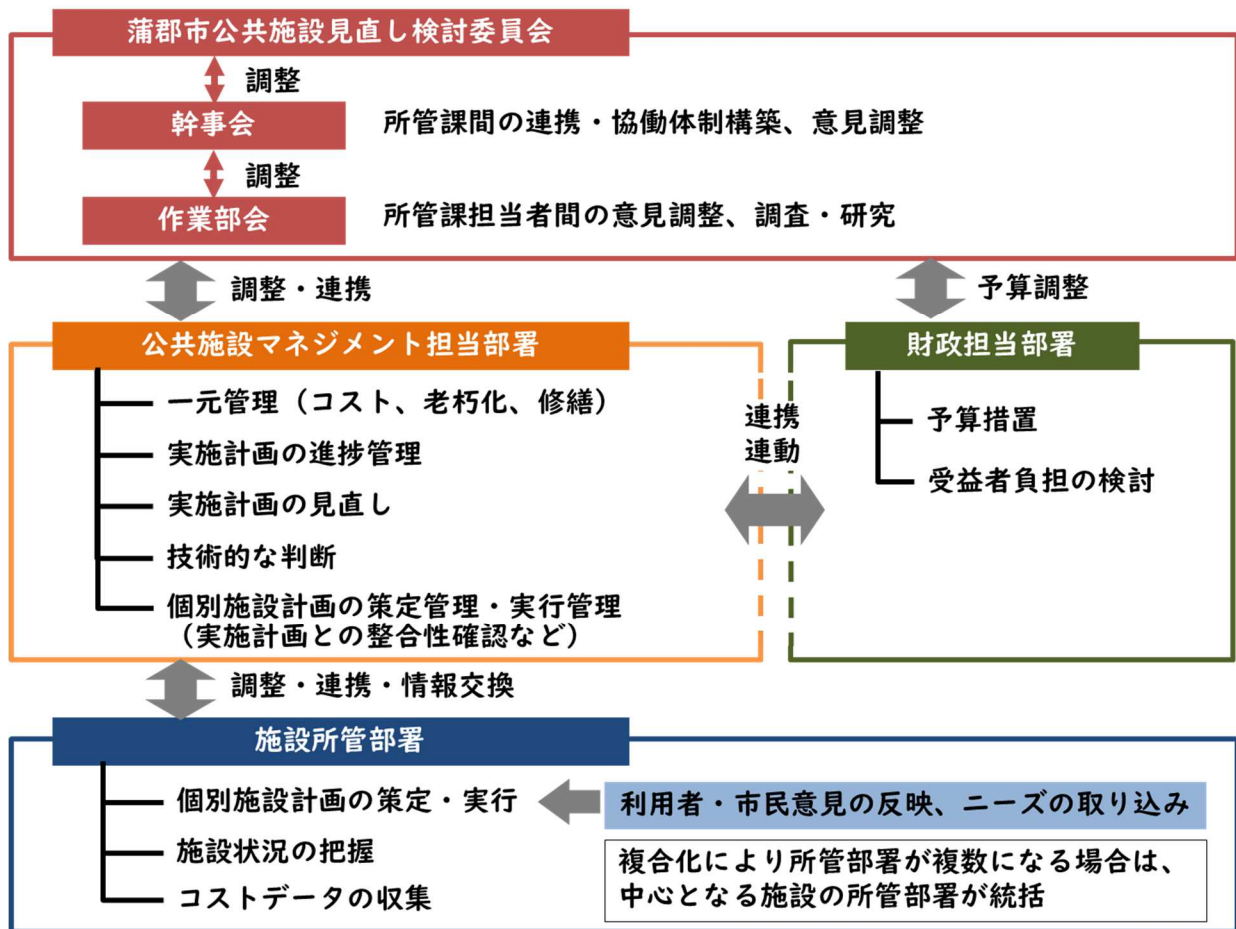 蒲郡市公共施設見直し検討委員会
調整
幹事会
所管課間の連携・協働体制構築、意見調整
調整
作業部会
所管課担当者間の意見調整、調査・研究
調整・連携
予算調整
公共施設マネジメント担当部署
一元管理（コスト、老朽化、修繕）
実施計画の進捗管理
実施計画の見直し
技術的な判断
個別施設計画の策定管理・実行管理
（実施計画との整合性確認など）
連携
連動
財政担当部署
予算措置
受益者負担の検討
調整・連携・情報交換
施設所管部署
個別施設計画の策定・実行
利用者・市民意見の反映、ニーズの取り込み
施設状況の把握
コストデータの収集
複合化により所管部署が複数になる場合は、
中心となる施設の所管部署が統括